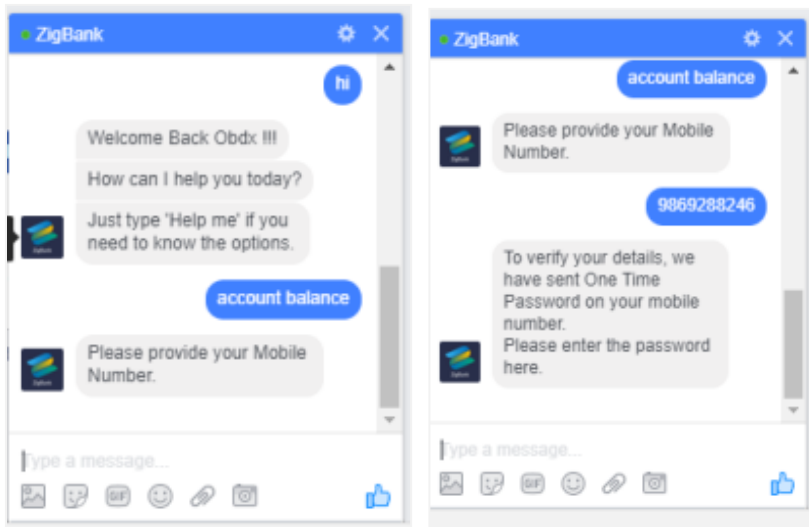 ZigBank
hi
Welcome Back Obdx !!!
How can I help you today?
Just type 'Help me' if you
need to know the options.
account balance
Please provide your Mobile
Number.
Type a message...
GIF
ZigBank
account balance
Please provide your Mobile
Number.
9869288246
To verify your details, we
have sent One Time
Password on your mobile
number.
Please enter the password
here.
Type a message...
GIF